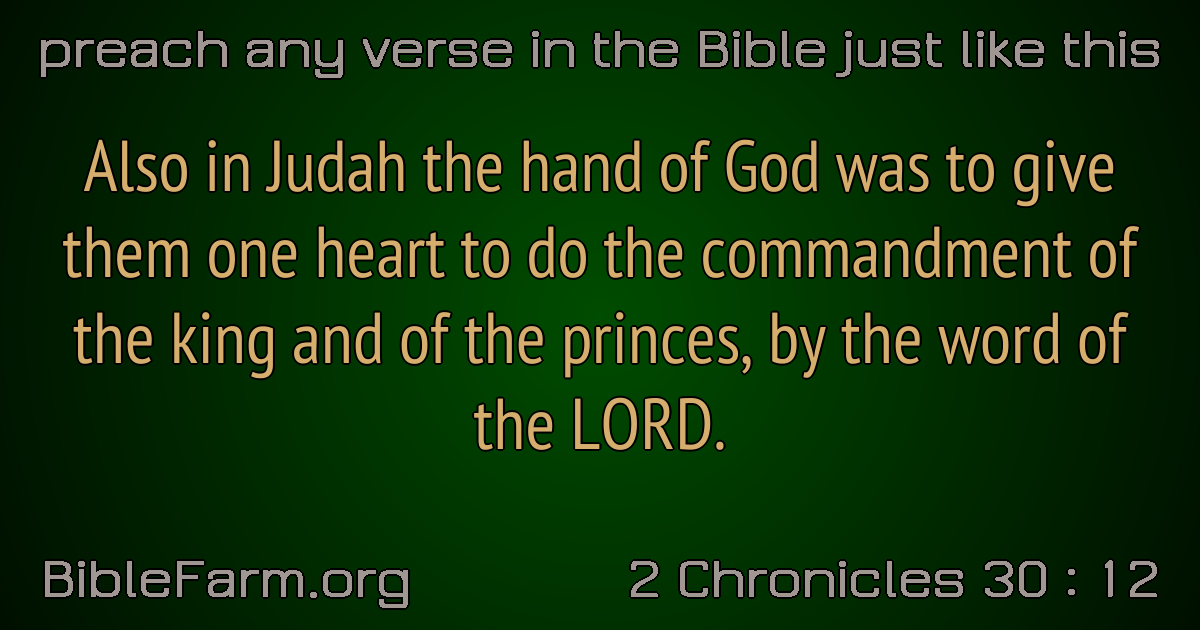 preach any verse in the Bible just like this
Also in Judah the hand of God was to give
them one heart to do the commandment of
the king and of the princes, by the word of
the LORD.
BibleFarm.org
2 Chronicles 30 : 12